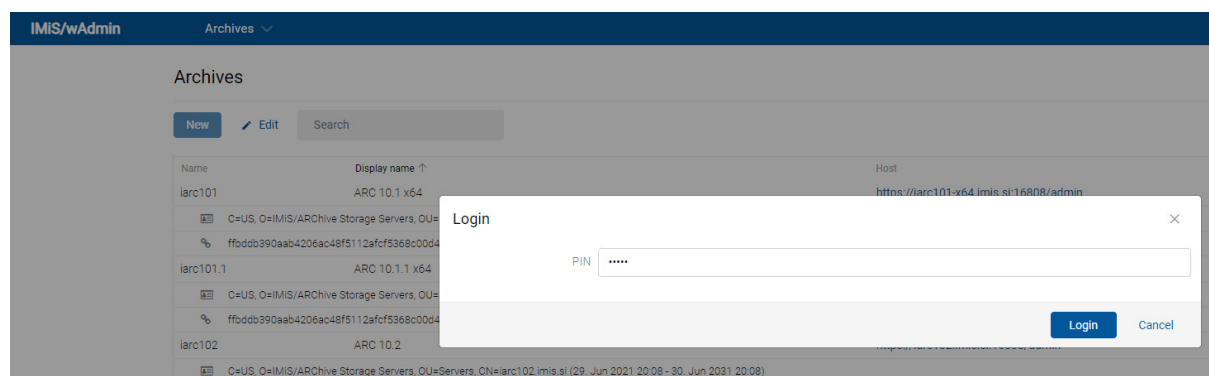 IMiS/wAdmin Archives
Archives
New Edit Search
Name Display name ↑ Host
iarc101 ARC 10.1 x64 https://iarc101-x64.imis.si:16808/admin
C=US, O=IMiS/ARChive Storage Servers, OU=
ffbddb390aab4206ac48f5112afcf5368c00d4
iarc101.1 ARC 10.1.1 x64
C=US, O=IMiS/ARChive Storage Servers, OU=
ffbddb390aab4206ac48f5112afcf5368c00d4
iarc102 ARC 10.2
C=US, O=IMiS/ARChive Storage Servers, OU=Servers, CN=iarc102.imis.si (29. Jun 2021 20:08 - 30. Jun 2031 20:08)
Login
PIN •••••
Login Cancel